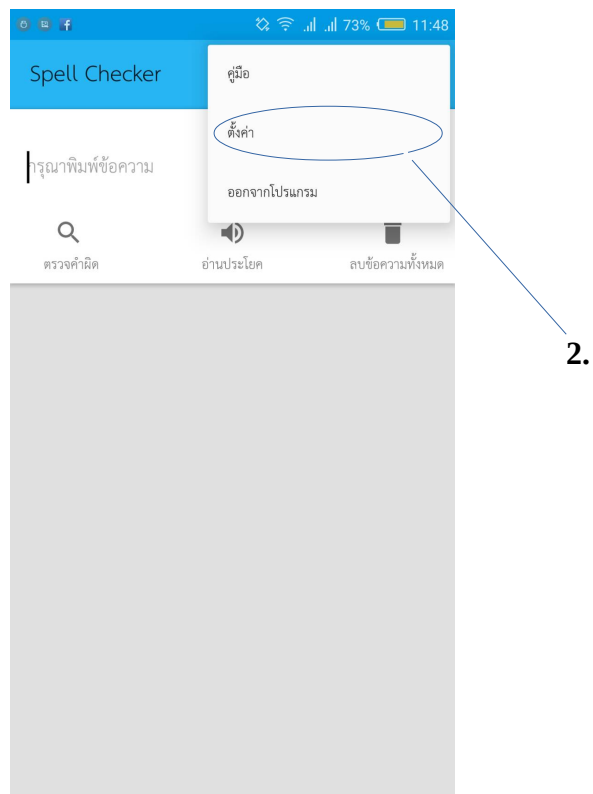 73% 11:48
Spell Checker
คู่มือ
ตั้งค่า
กรุณาพิมพ์ข้อความ
ออกจากโปรแกรม
ตรวจคำผิด อ่านประโยค ลบข้อความทั้งหมด
2.